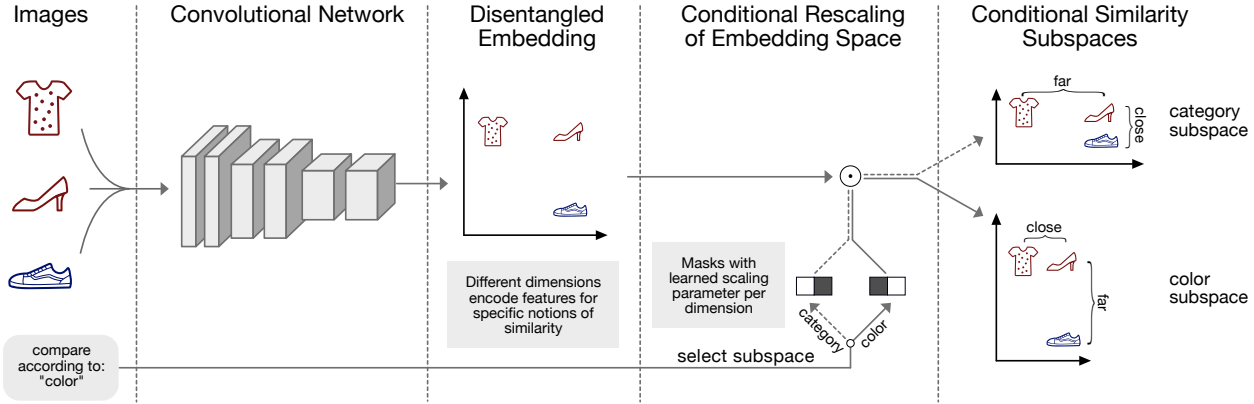 Images
Convolutional Network
Disentangled
Embedding
Conditional Rescaling
of Embedding Space
Conditional Similarity
Subspaces
far
close
category
subspace
close
far
color
subspace
Different dimensions
encode features for
specific notions of
similarity
Masks with
learned scaling
parameter per
dimension
category
color
select subspace
compare
according to:
"color"